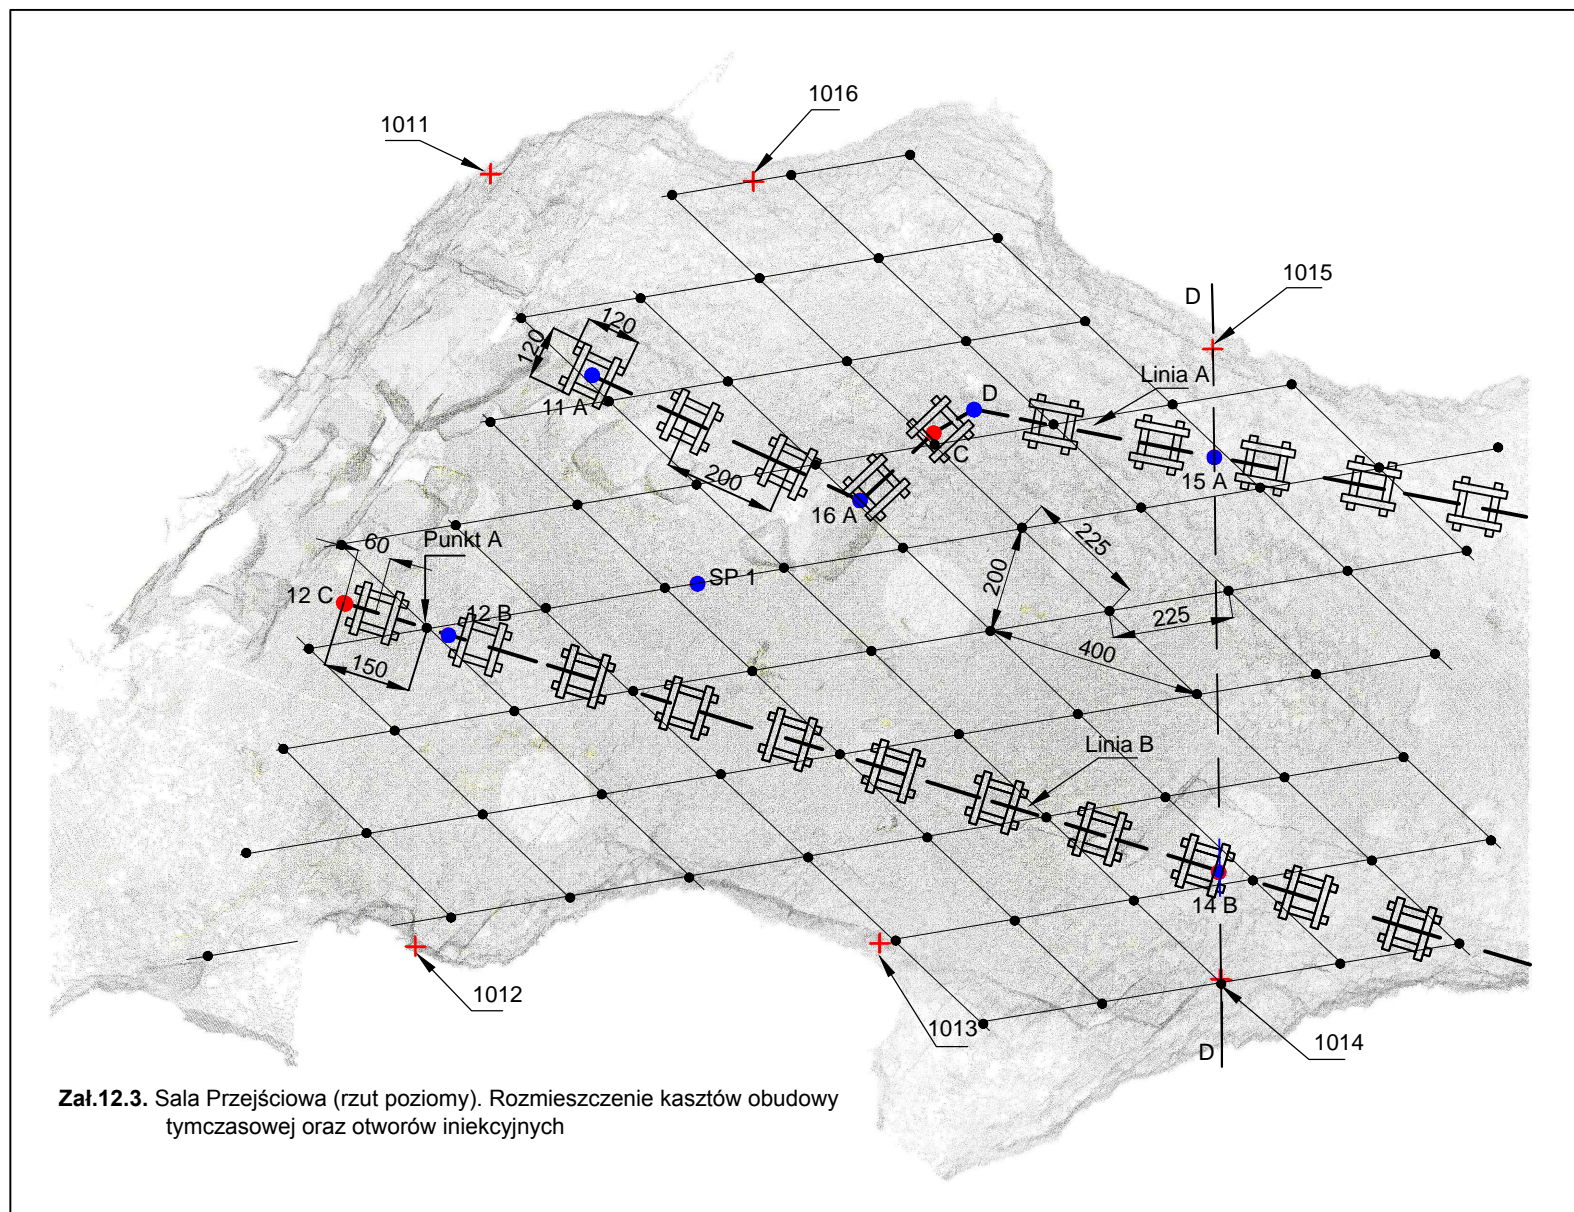 1016
1011
1015
D
120
120
Linia A
D
11 A
C
15 A
200
16 A
225
Punkt A
60
200
SP 1
12 C
12 B
225
400
150
Linia B
14 B
1012
1013
1014
D
Zał.12.3. Sala Przejściowa (rzut poziomy). Rozmieszczenie kasztów obudowy
tymczasowej oraz otworów iniekcyjnych